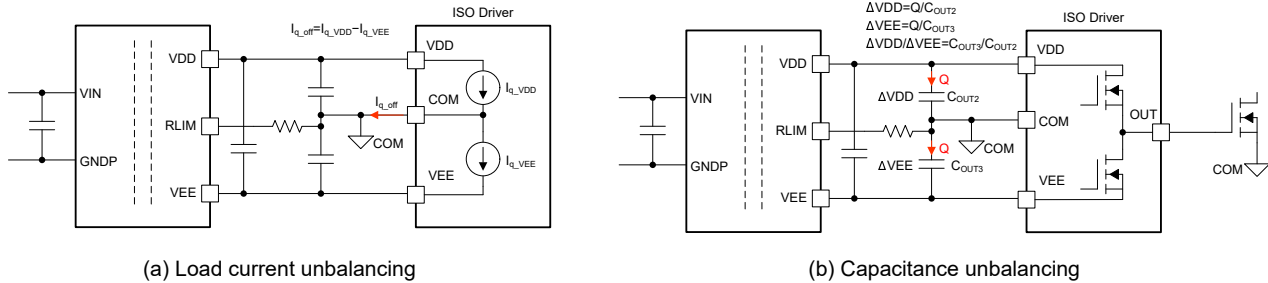 ISO Driver
I_q_off=I_q_VDD−I_q_VEE
VDD
VDD
I_q_VDD
VIN
I_q_off
COM
RLIM
COM
I_q_VEE
GNDP
VEE
VEE
(a) Load current unbalancing
ΔVDD=Q/C_OUT2
ΔVEE=Q/C_OUT3
ΔVDD/ΔVEE=C_OUT3/C_OUT2
ISO Driver
VDD
VDD
Q
VIN
ΔVDD
C_OUT2
COM
OUT
RLIM
COM
Q
ΔVEE
C_OUT3
GNDP
VEE
VEE
COM
(b) Capacitance unbalancing